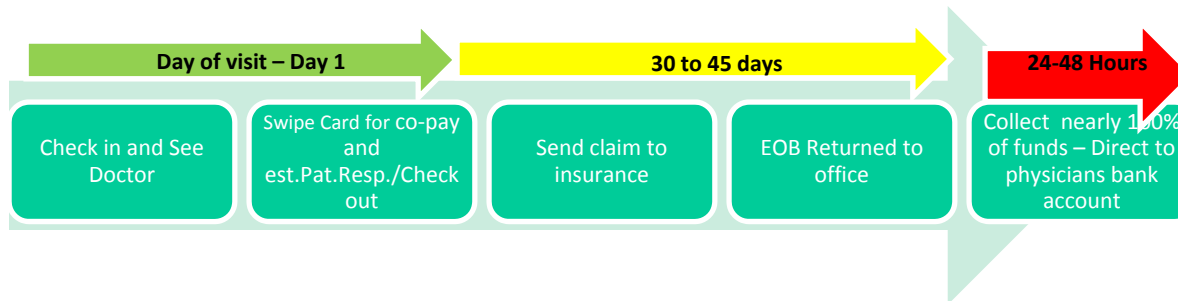 Day of visit – Day 1
30 to 45 days
24-48 Hours
Check in and See
Doctor
Swipe Card for co-pay
and
est.Pat.Resp./Check
out
Send claim to
insurance
EOB Returned to
office
Collect nearly 100%
of funds – Direct to
physicians bank
account